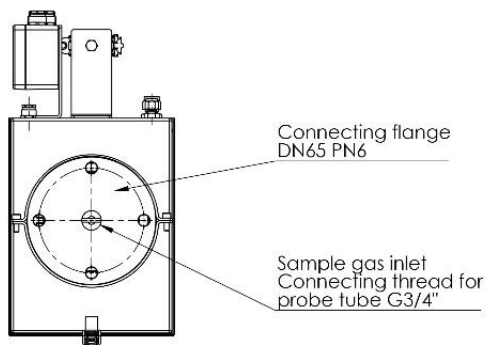 Connecting flange
DN65 PN6
Sample gas inlet
Connecting thread for
probe tube G3/4"